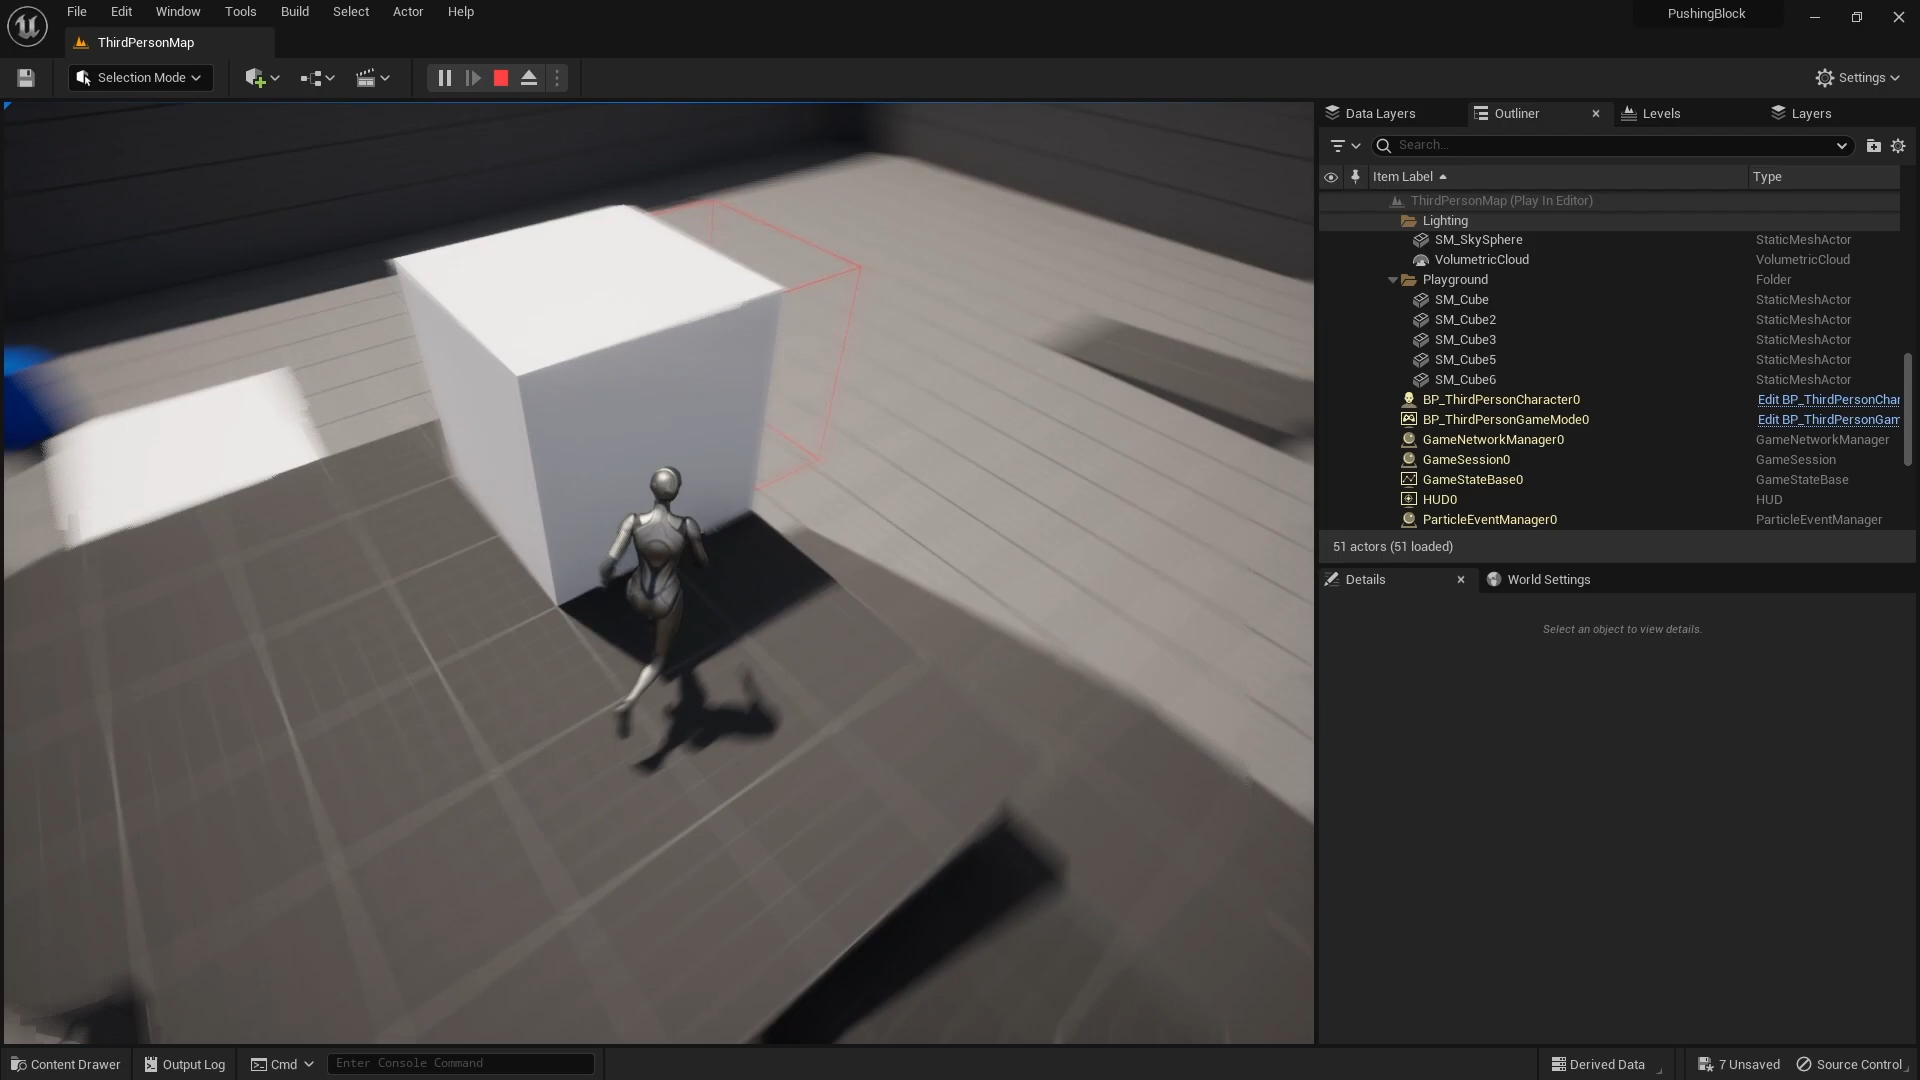 File Edit Window Tools Build Select Actor Help
PushingBlock
ThirdPersonMap
Selection Mode
Settings
Data Layers
Outliner
Levels
Layers
Search...
Item Label
Type
ThirdPersonMap (Play In Editor)
Lighting
SM_SkySphere StaticMeshActor
VolumetricCloud VolumetricCloud
Playground Folder
SM_Cube StaticMeshActor
SM_Cube2 StaticMeshActor
SM_Cube3 StaticMeshActor
SM_Cube5 StaticMeshActor
SM_Cube6 StaticMeshActor
BP_ThirdPersonCharacter0 Edit BP_ThirdPersonChar
BP_ThirdPersonGameMode0 Edit BP_ThirdPersonGam
GameNetworkManager0 GameNetworkManager
GameSession0 GameSession
GameStateBase0 GameStateBase
HUD0 HUD
ParticleEventManager0 ParticleEventManager
51 actors (51 loaded)
Details
World Settings
Select an object to view details.
Content Drawer
Output Log
Cmd
Enter Console Command
Derived Data
7 Unsaved
Source Control